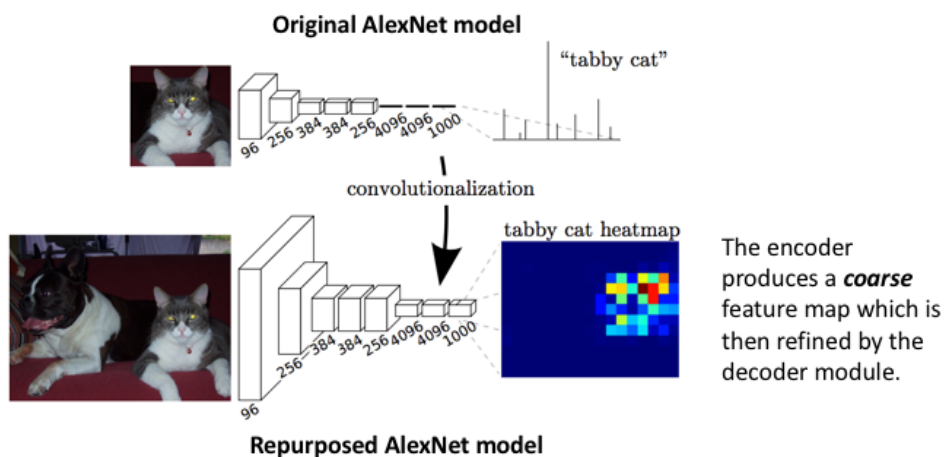 Original AlexNet model
“tabby cat”
96
256
384
384
256
4096
4096
1000
convolutionalization
tabby cat heatmap
96
256
384
384
256
4096
4096
1000
The encoder
produces a coarse
feature map which is
then refined by the
decoder module.
Repurposed AlexNet model